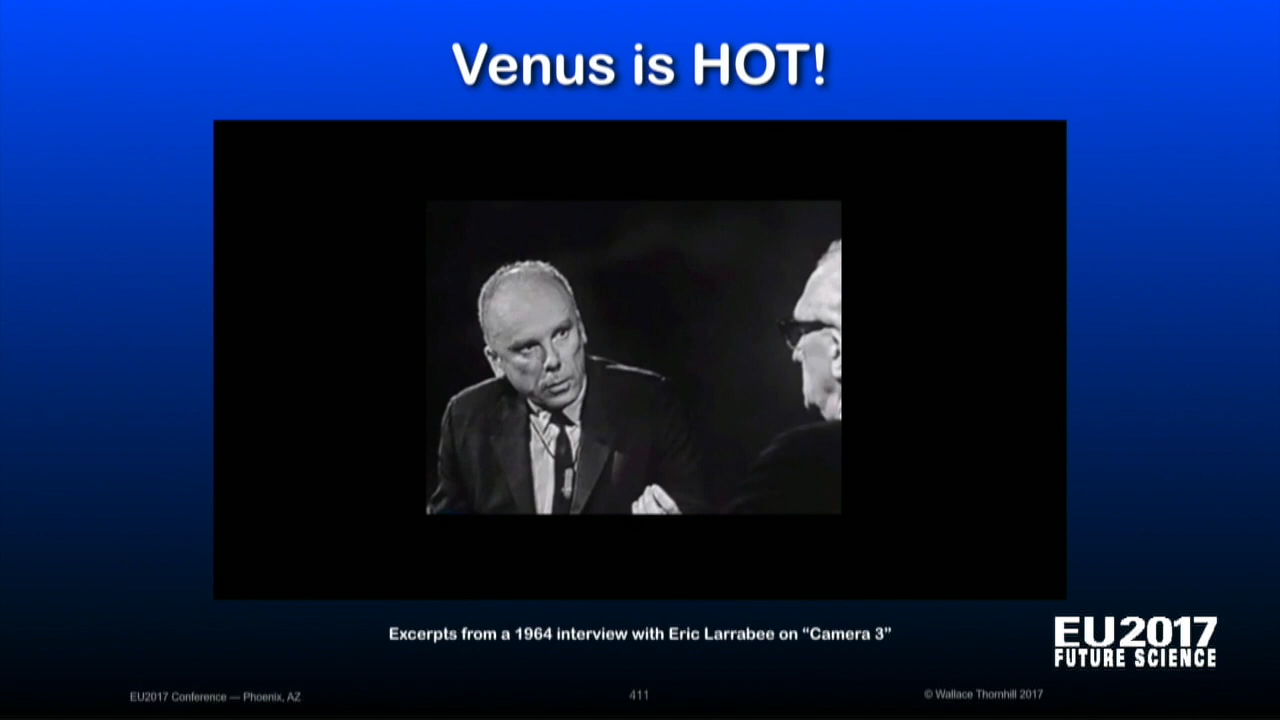 Venus is HOT!
Excerpts from a 1964 interview with Eric Larrabee on “Camera 3”
EU2017
FUTURE SCIENCE
EU2017 Conference — Phoenix, AZ
411
© Wallace Thornhill 2017